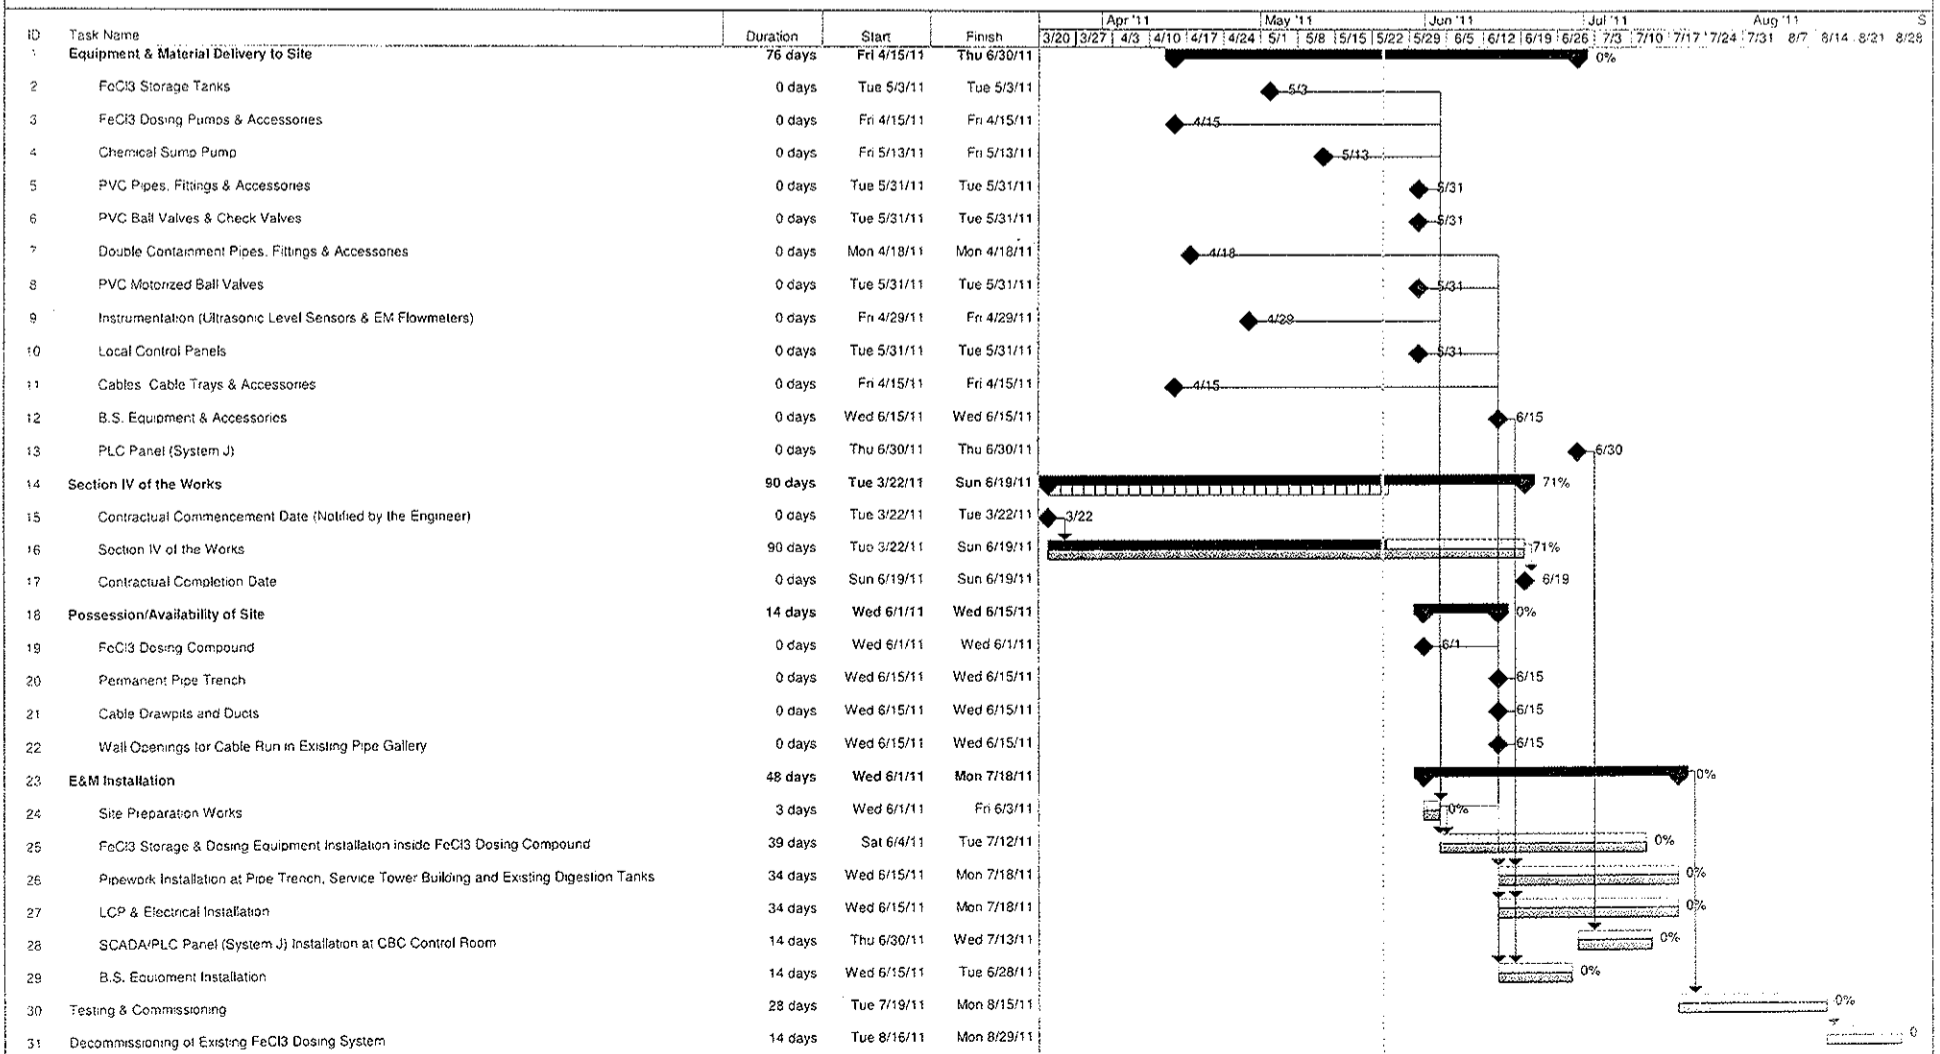 Apr '11 May '11 Jun '11 Jul '11 Aug '11 S
ID Task Name Duration Start Finish 3/20 3/27 4/3 4/10 4/17 4/24 5/1 5/8 5/15 5/22 5/29 6/5 6/12 6/19 6/26 7/3 7/10 7/17 7/24 7/31 8/7 8/14 8/21 8/28
1 Equipment & Material Delivery to Site 76 days Fri 4/15/11 Thu 6/30/11 0%
2 FeCl3 Storage Tanks 0 days Tue 5/3/11 Tue 5/3/11 5/3
3 FeCl3 Dosing Pumps & Accessories 0 days Fri 4/15/11 Fri 4/15/11 4/15
4 Chemical Sump Pump 0 days Fri 5/13/11 Fri 5/13/11 5/13
5 PVC Pipes, Fittings & Accessories 0 days Tue 5/31/11 Tue 5/31/11 5/31
6 PVC Ball Valves & Check Valves 0 days Tue 5/31/11 Tue 5/31/11 5/31
7 Double Containment Pipes, Fittings & Accessories 0 days Mon 4/18/11 Mon 4/18/11 4/18
8 PVC Motorized Ball Valves 0 days Tue 5/31/11 Tue 5/31/11 5/31
9 Instrumentation (Ultrasonic Level Sensors & EM Flowmeters) 0 days Fri 4/29/11 Fri 4/29/11 4/29
10 Local Control Panels 0 days Tue 5/31/11 Tue 5/31/11 5/31
11 Cables Cable Trays & Accessories 0 days Fri 4/15/11 Fri 4/15/11 4/15
12 B.S. Equipment & Accessories 0 days Wed 6/15/11 Wed 6/15/11 6/15
13 PLC Panel (System J) 0 days Thu 6/30/11 Thu 6/30/11 6/30
14 Section IV of the Works 90 days Tue 3/22/11 Sun 6/19/11 71%
15 Contractual Commencement Date (Notified by the Engineer) 0 days Tue 3/22/11 Tue 3/22/11 3/22
16 Section IV of the Works 90 days Tue 3/22/11 Sun 6/19/11 71%
17 Contractual Completion Date 0 days Sun 6/19/11 Sun 6/19/11 6/19
18 Possession/Availability of Site 14 days Wed 6/1/11 Wed 6/15/11 0%
19 FeCl3 Dosing Compound 0 days Wed 6/1/11 Wed 6/1/11 6/1
20 Permanent Pipe Trench 0 days Wed 6/15/11 Wed 6/15/11 6/15
21 Cable Drawpits and Ducts 0 days Wed 6/15/11 Wed 6/15/11 6/15
22 Wall Openings for Cable Run in Existing Pipe Gallery 0 days Wed 6/15/11 Wed 6/15/11 6/15
23 E&M Installation 48 days Wed 6/1/11 Mon 7/18/11 0%
24 Site Preparation Works 3 days Wed 6/1/11 Fri 6/3/11 0%
25 FeCl3 Storage & Dosing Equipment Installation inside FeCl3 Dosing Compound 39 days Sat 6/4/11 Tue 7/12/11 0%
26 Pipework Installation at Pipe Trench, Service Tower Building and Existing Digestion Tanks 34 days Wed 6/15/11 Mon 7/18/11 0%
27 LCP & Electrical Installation 34 days Wed 6/15/11 Mon 7/18/11 0%
28 SCADA/PLC Panel (System J) Installation at CBC Control Room 14 days Thu 6/30/11 Wed 7/13/11 0%
29 B.S. Equipment Installation 14 days Wed 6/15/11 Tue 6/28/11 0%
30 Testing & Commissioning 28 days Tue 7/19/11 Mon 8/15/11 0%
31 Decommissioning of Existing FeCl3 Dosing System 14 days Tue 8/16/11 Mon 8/29/11 0